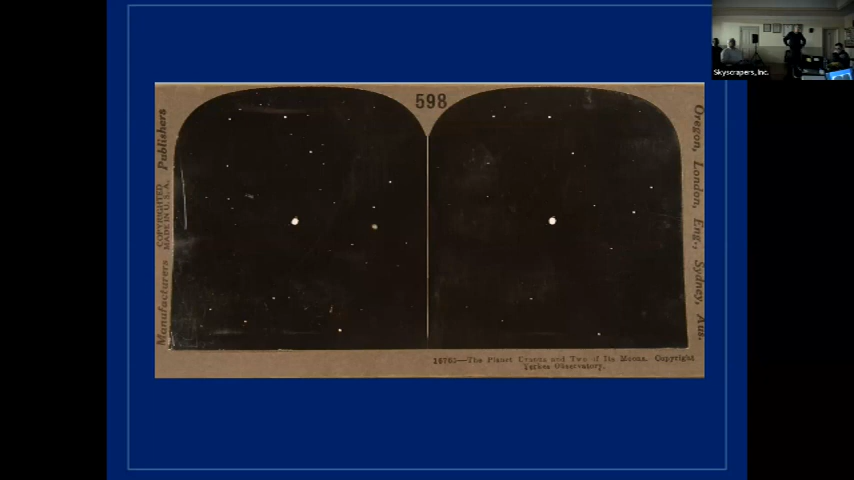 Skyscrapers, Inc.
598
Manufacturers
Publishers
COPYRIGHTED
MADE IN U.S.A.
Oregon, London, Eng., Sydney, Aus.
16765—The Planet Uranus and Two of Its Moons. Copyright
Yerkes Observatory.